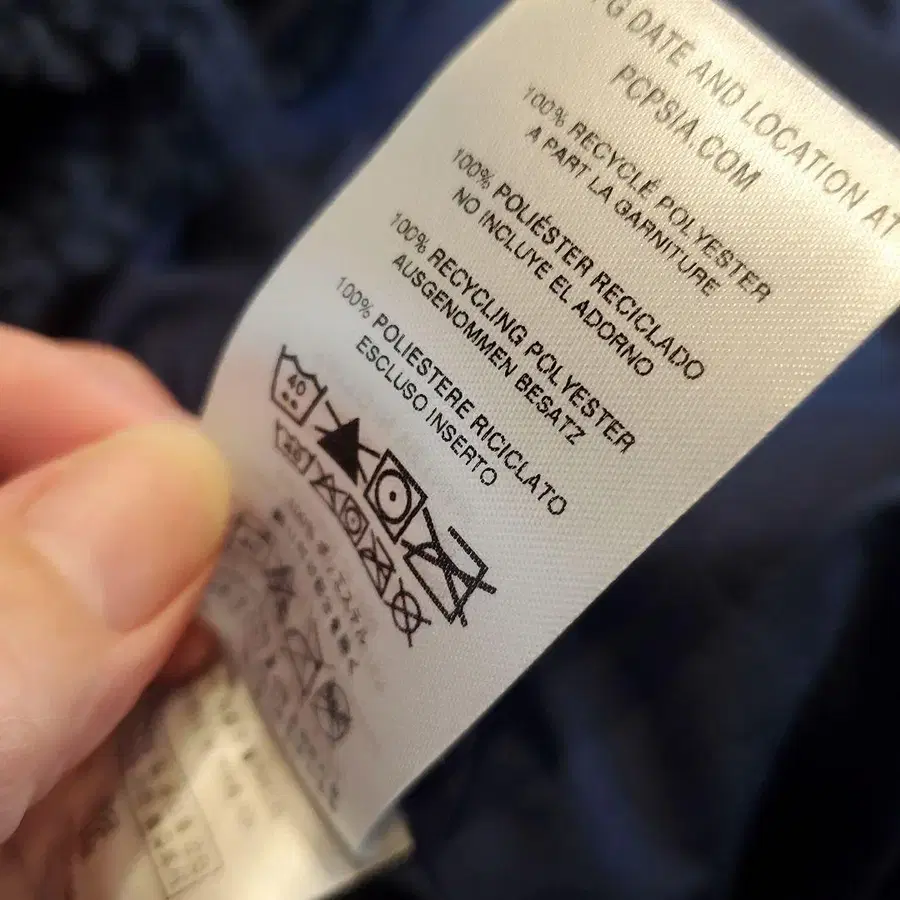 G DATE AND LOCATION AT
PCPSIA.COM
100% RECYCLÉ POLYESTER
A PART LA GARNITURE
100% POLIÉSTER RECICLADO
NO INCLUYE EL ADORNO
100% RECYCLING POLYESTER
AUSGENOMMEN BESATZ
100% POLIESTERE RICICLATO
ESCLUSO INSERTO
40